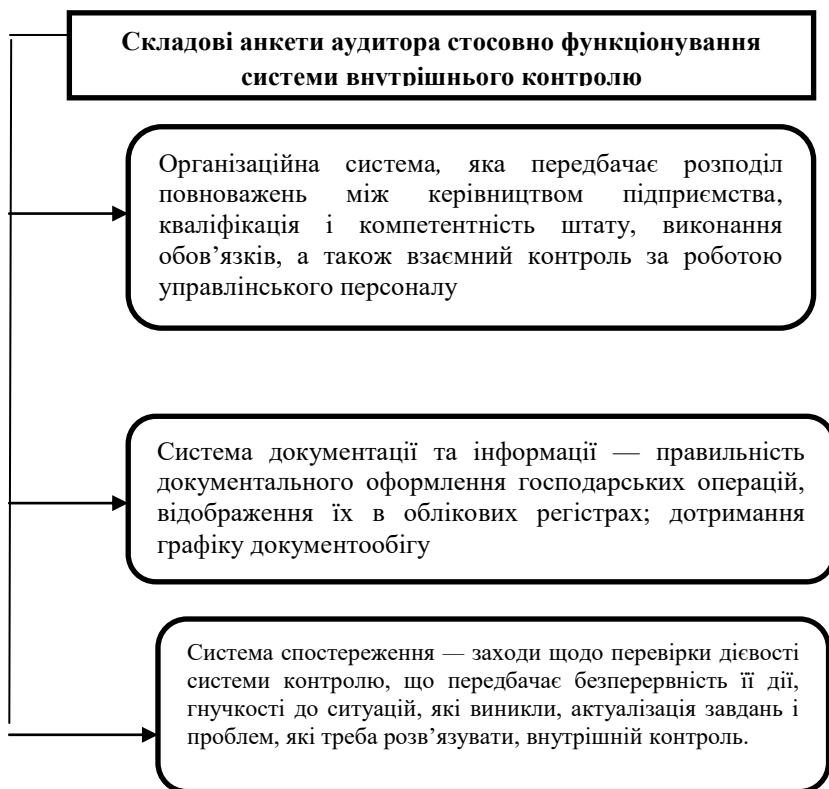 Складові анкети аудитора стосовно функціонування
системи внутрішнього контролю
Організаційна система, яка передбачає розподіл
повноважень між керівництвом підприємства,
кваліфікація і компетентність штату, виконання
обов’язків, а також взаємний контроль за роботою
управлінського персоналу
Система документації та інформації — правильність
документального оформлення господарських операцій,
відображення їх в облікових регістрах; дотримання
графіку документообігу
Система спостереження — заходи щодо перевірки дієвості
системи контролю, що передбачає безперервність її дії,
гнучкості до ситуацій, які виникли, актуалізація завдань і
проблем, які треба розв’язувати, внутрішній контроль.